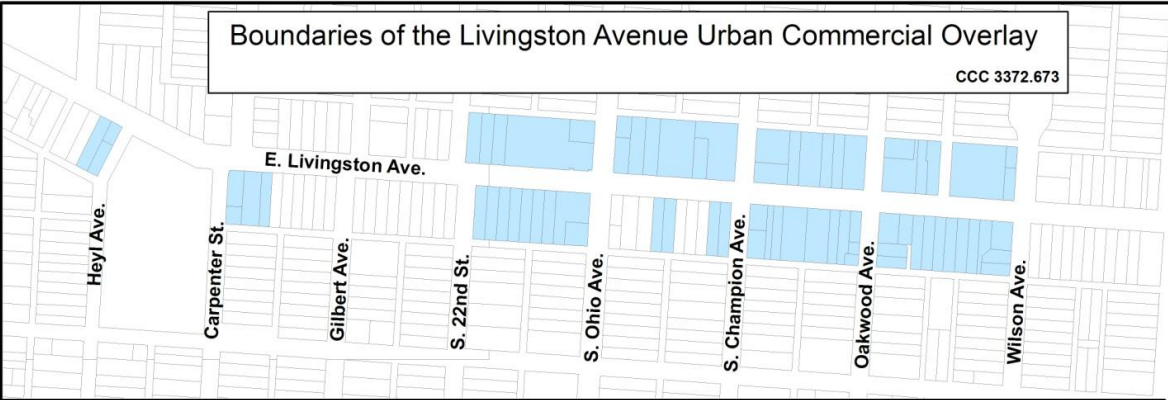 Boundaries of the Livingston Avenue Urban Commercial Overlay
CCC 3372.673
E. Livingston Ave.
Heyl Ave.
Carpenter St.
Gilbert Ave.
S. 22nd St.
S. Ohio Ave.
S. Champion Ave.
Oakwood Ave.
Wilson Ave.